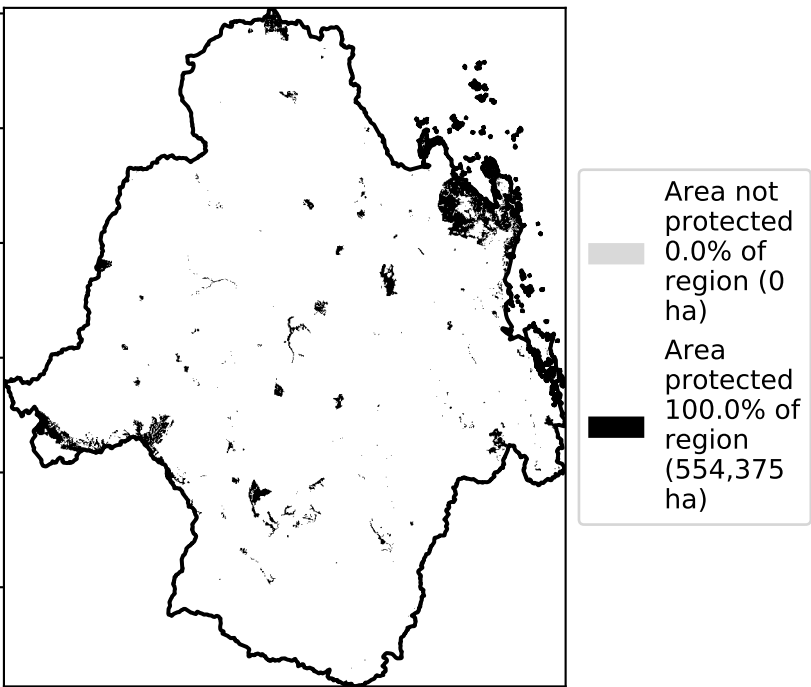 Area not
protected
0.0% of
region (0
ha)
Area
protected
100.0% of
region
(554,375
ha)